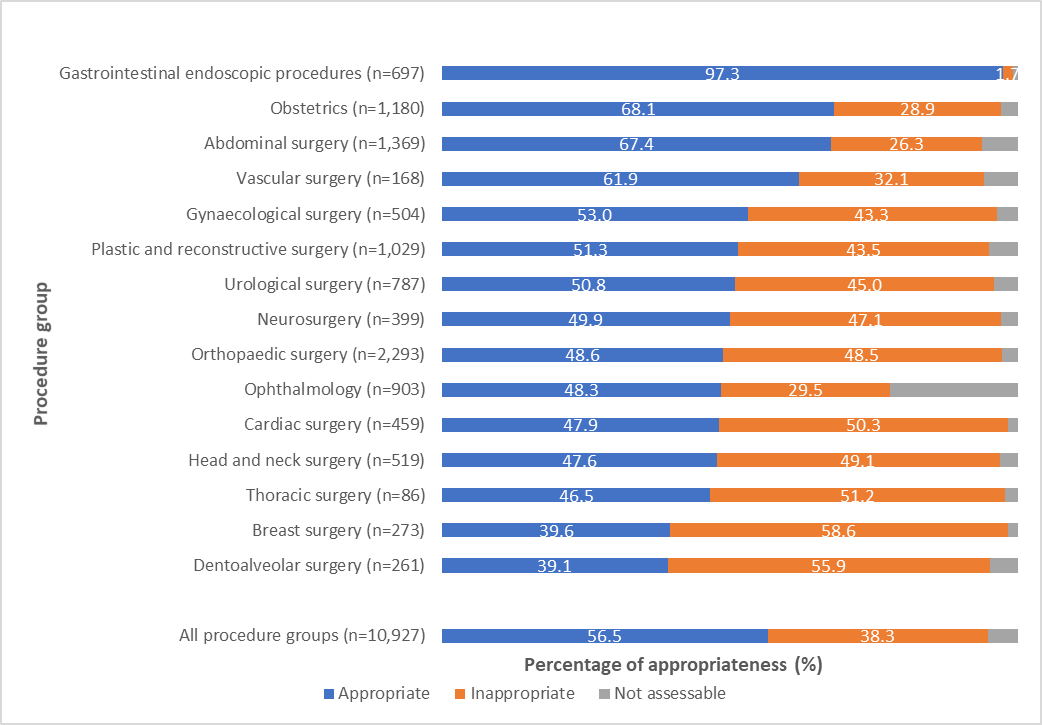 Procedure group
Gastrointestinal endoscopic procedures (n=697) 97.3 1.7
Obstetrics (n=1,180) 68.1 28.9
Abdominal surgery (n=1,369) 67.4 26.3
Vascular surgery (n=168) 61.9 32.1
Gynaecological surgery (n=504) 53.0 43.3
Plastic and reconstructive surgery (n=1,029) 51.3 43.5
Urological surgery (n=787) 50.8 45.0
Neurosurgery (n=399) 49.9 47.1
Orthopaedic surgery (n=2,293) 48.6 48.5
Ophthalmology (n=903) 48.3 29.5
Cardiac surgery (n=459) 47.9 50.3
Head and neck surgery (n=519) 47.6 49.1
Thoracic surgery (n=86) 46.5 51.2
Breast surgery (n=273) 39.6 58.6
Dentoalveolar surgery (n=261) 39.1 55.9
All procedure groups (n=10,927) 56.5 38.3
Percentage of appropriateness (%)
Appropriate Inappropriate Not assessable